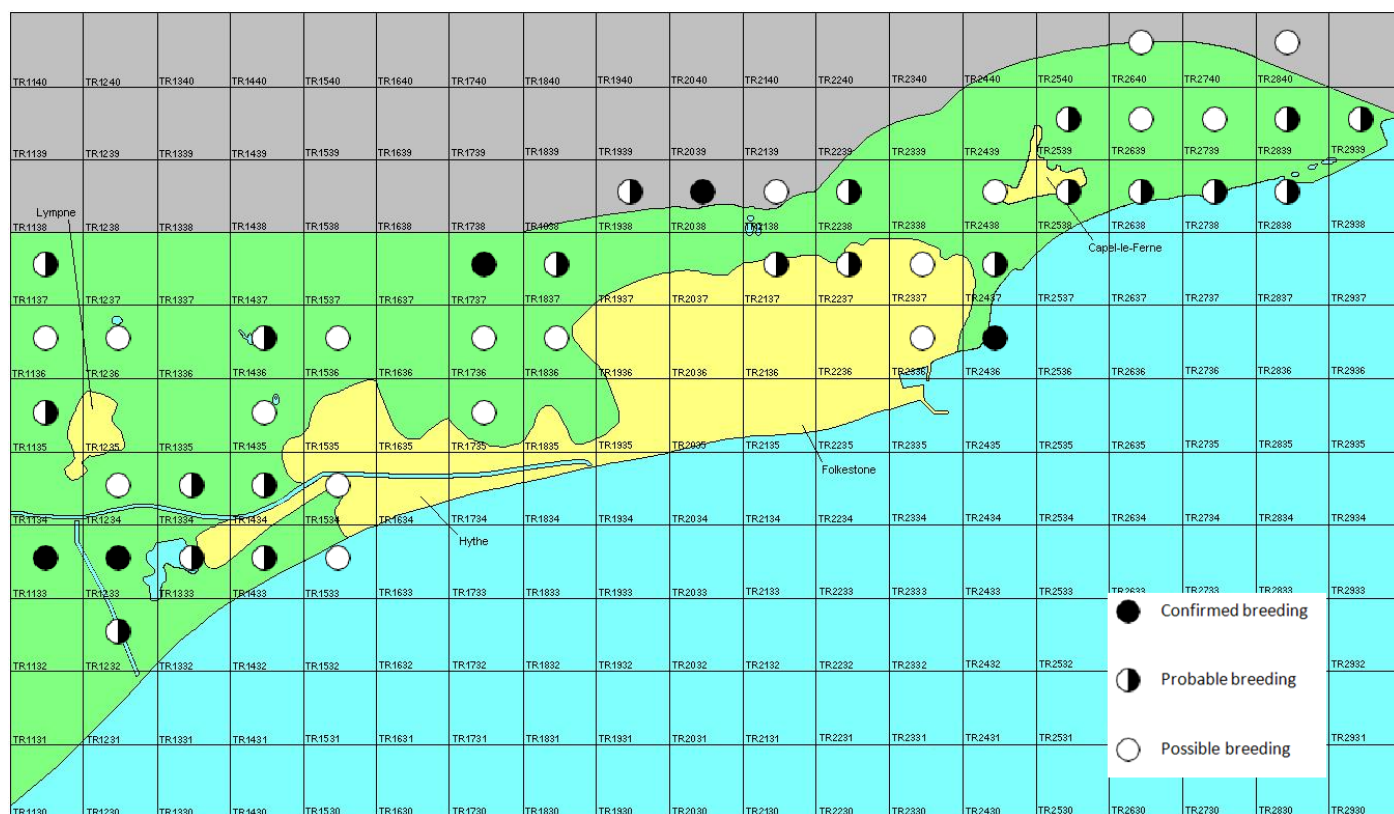 TR1140 TR1240 TR1340 TR1440 TR1540 TR1640 TR1740 TR1840 TR1940 TR2040 TR2140 TR2240 TR2340 TR2440 TR2540 TR2640 TR2740 TR2840
TR1139 TR1239 TR1339 TR1439 TR1539 TR1639 TR1739 TR1839 TR1939 TR2039 TR2139 TR2239 TR2339 TR2439 TR2539 TR2639 TR2739 TR2839 TR2939
Lympne
TR1138 TR1238 TR1338 TR1438 TR1538 TR1638 TR1738 TR1838 TR1938 TR2038 TR2138 TR2238 TR2338 TR2438 TR2538 TR2638 TR2738 TR2838 TR2938
Capel-le-Ferne
TR1137 TR1237 TR1337 TR1437 TR1537 TR1637 TR1737 TR1837 TR1937 TR2037 TR2137 TR2237 TR2337 TR2437 TR2537 TR2637 TR2737 TR2837 TR2937
TR1136 TR1236 TR1336 TR1436 TR1536 TR1636 TR1736 TR1836 TR1936 TR2036 TR2136 TR2236 TR2336 TR2436 TR2536 TR2636 TR2736 TR2836 TR2936
TR1135 TR1235 TR1335 TR1435 TR1535 TR1635 TR1735 TR1835 TR1935 TR2035 TR2135 TR2235 TR2335 TR2435 TR2535 TR2635 TR2735 TR2835 TR2935
Folkestone
TR1134 TR1234 TR1334 TR1434 TR1534 TR1634 TR1734 TR1834 TR1934 TR2034 TR2134 TR2234 TR2334 TR2434 TR2534 TR2634 TR2734 TR2834 TR2934
Hythe
TR1133 TR1233 TR1333 TR1433 TR1533 TR1633 TR1733 TR1833 TR1933 TR2033 TR2133 TR2233 TR2333 TR2433 TR2533 TR2633 TR2733 TR2833 TR2933
Confirmed breeding
TR1132 TR1232 TR1332 TR1432 TR1532 TR1632 TR1732 TR1832 TR1932 TR2032 TR2132 TR2232 TR2332 TR2432 TR2532 TR2932
Probable breeding
TR1131 TR1231 TR1331 TR1431 TR1531 TR1631 TR1731 TR1831 TR1931 TR2031 TR2131 TR2231 TR2331 TR2431 TR2531 TR2931
Possible breeding
TR1130 TR1230 TR1330 TR1430 TR1530 TR1630 TR1730 TR1830 TR1930 TR2030 TR2130 TR2230 TR2330 TR2430 TR2530 TR2630 TR2730 TR2830 TR2930